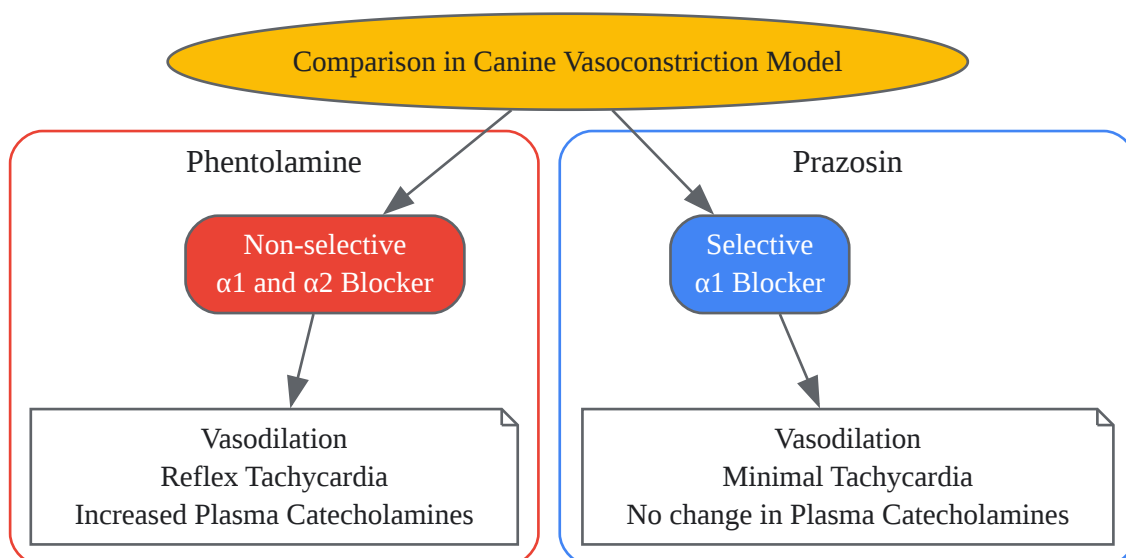 Comparison in Canine Vasoconstriction Model
Phentolamine
Non-selective
α1 and α2 Blocker
Vasodilation
Reflex Tachycardia
Increased Plasma Catecholamines
Prazosin
Selective
α1 Blocker
Vasodilation
Minimal Tachycardia
No change in Plasma Catecholamines